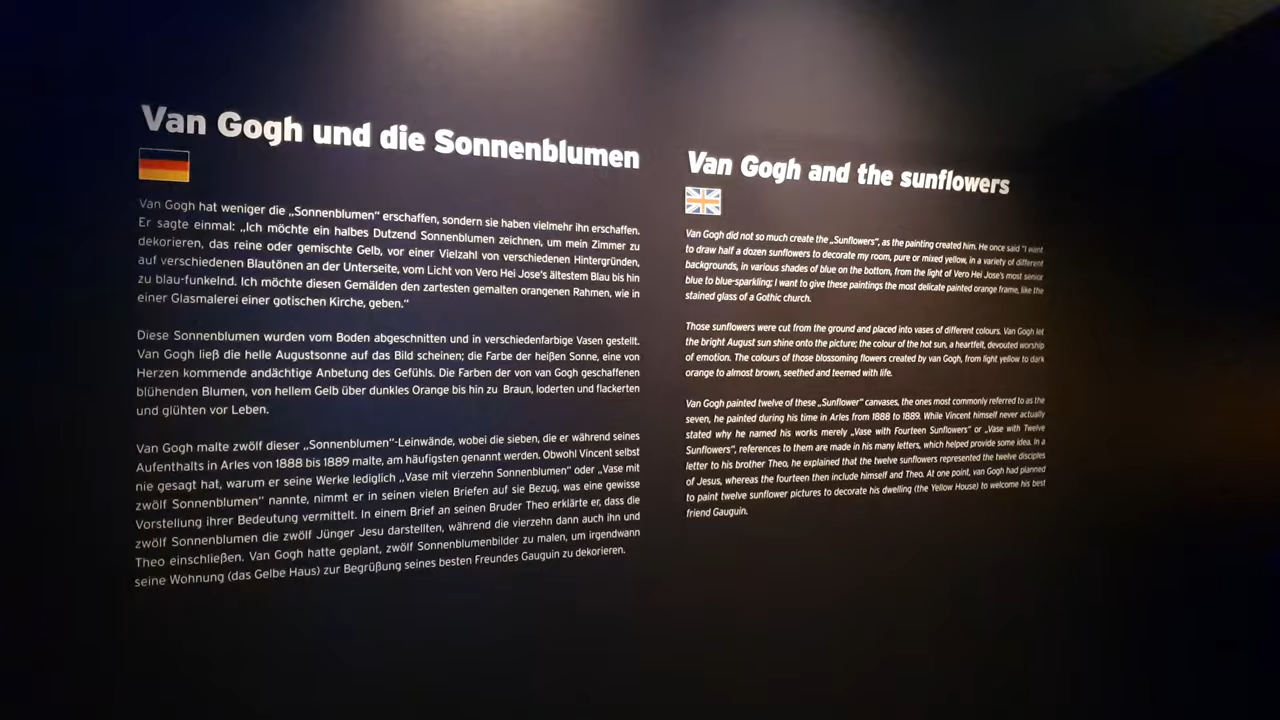 Van Gogh und die Sonnenblumen
Van Gogh hat weniger die „Sonnenblumen“ erschaffen, sondern sie haben vielmehr ihn erschaffen.
Er sagte einmal: „Ich möchte ein halbes Dutzend Sonnenblumen zeichnen, um mein Zimmer zu
dekorieren, das reine oder gemischte Gelb, vor einer Vielzahl von verschiedenen Hintergründen,
auf verschiedenen Blautönen an der Unterseite, vom Licht von Vero Hei Jose's ältestem Blau bis hin
zu blau-funkelnd. Ich möchte diesen Gemälden den zartesten gemalten orangenen Rahmen, wie in
einer Glasmalerei einer gotischen Kirche, geben.“
Diese Sonnenblumen wurden vom Boden abgeschnitten und in verschiedenfarbige Vasen gestellt.
Van Gogh ließ die helle Augustsonne auf das Bild scheinen; die Farbe der heißen Sonne, eine von
Herzen kommende andächtige Anbetung des Gefühls. Die Farben der von van Gogh geschaffenen
blühenden Blumen, von hellem Gelb über dunkles Orange bis hin zu Braun, loderten und flackerten
und glühten vor Leben.
Van Gogh malte zwölf dieser „Sonnenblumen“-Leinwände, wobei die sieben, die er während seines
Aufenthalts in Arles von 1888 bis 1889 malte, am häufigsten genannt werden. Obwohl Vincent selbst
nie gesagt hat, warum er seine Werke lediglich „Vase mit vierzehn Sonnenblumen“ oder „Vase mit
zwölf Sonnenblumen“ nannte, nimmt er in seinen vielen Briefen auf sie Bezug, was eine gewisse
Vorstellung ihrer Bedeutung vermittelt. In einem Brief an seinen Bruder Theo erklärte er, dass die
zwölf Sonnenblumen die zwölf Jünger Jesu darstellten, während die vierzehn dann auch ihn und
Theo einschließen. Van Gogh hatte geplant, zwölf Sonnenblumenbilder zu malen, um irgendwann
seine Wohnung (das Gelbe Haus) zur Begrüßung seines besten Freundes Gauguin zu dekorieren.
Van Gogh and the sunflowers
Van Gogh did not so much create the „Sunflowers“, as the painting created him. He once said "I want
to draw half a dozen sunflowers to decorate my room, pure or mixed yellow, in a variety of different
backgrounds, in various shades of blue on the bottom, from the light of Vero Hei Jose's most senior
blue to blue-sparkling; I want to give these paintings the most delicate painted orange frame, like the
stained glass of a Gothic church.
Those sunflowers were cut from the ground and placed into vases of different colours. Van Gogh let
the bright August sun shine onto the picture; the colour of the hot sun, a heartfelt, devouted worship
of emotion. The colours of those blossoming flowers created by van Gogh, from light yellow to dark
orange to almost brown, seethed and teemed with life.
Van Gogh painted twelve of these „Sunflower“ canvases, the ones most commonly referred to as the
seven, he painted during his time in Arles from 1888 to 1889. While Vincent himself never actually
stated why he named his works merely „Vase with Fourteen Sunflowers“ or „Vase with Twelve
Sunflowers“, references to them are made in his many letters, which helped provide some idea. In a
letter to his brother Theo, he explained that the twelve sunflowers represented the twelve disciples
of Jesus, whereas the fourteen then include himself and Theo. At one point, van Gogh had planned
to paint twelve sunflower pictures to decorate his dwelling (the Yellow House) to welcome his best
friend Gauguin.